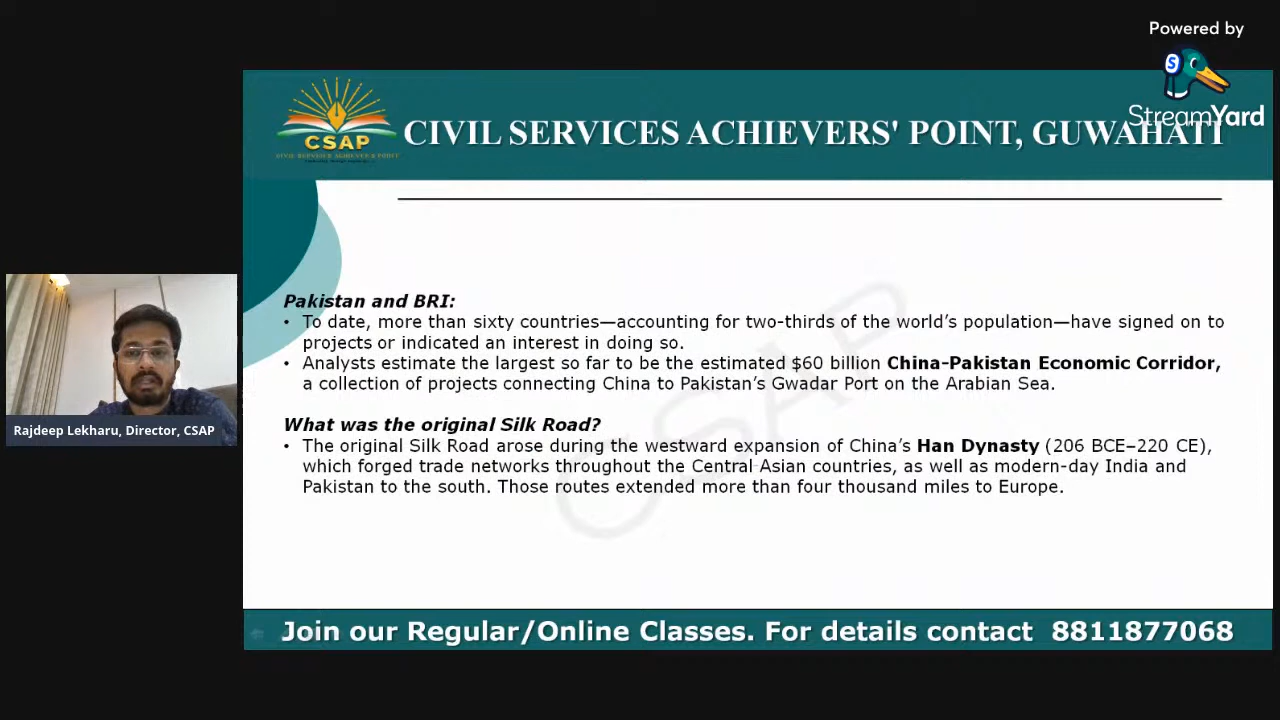 Powered by
StreamYard
CSAP
CIVIL SERVICES ACHIEVERS' POINT, GUWAHATI
Pakistan and BRI:
• To date, more than sixty countries—accounting for two-thirds of the world’s population—have signed on to
projects or indicated an interest in doing so.
• Analysts estimate the largest so far to be the estimated $60 billion China–Pakistan Economic Corridor,
a collection of projects connecting China to Pakistan’s Gwadar Port on the Arabian Sea.
What was the original Silk Road?
• The original Silk Road arose during the westward expansion of China’s Han Dynasty (206 BCE–220 CE),
which forged trade networks throughout the Central Asian countries, as well as modern-day India and
Pakistan to the south. Those routes extended more than four thousand miles to Europe.
CSAP
Rajdeep Lekharu, Director, CSAP
Join our Regular/Online Classes. For details contact 8811877068